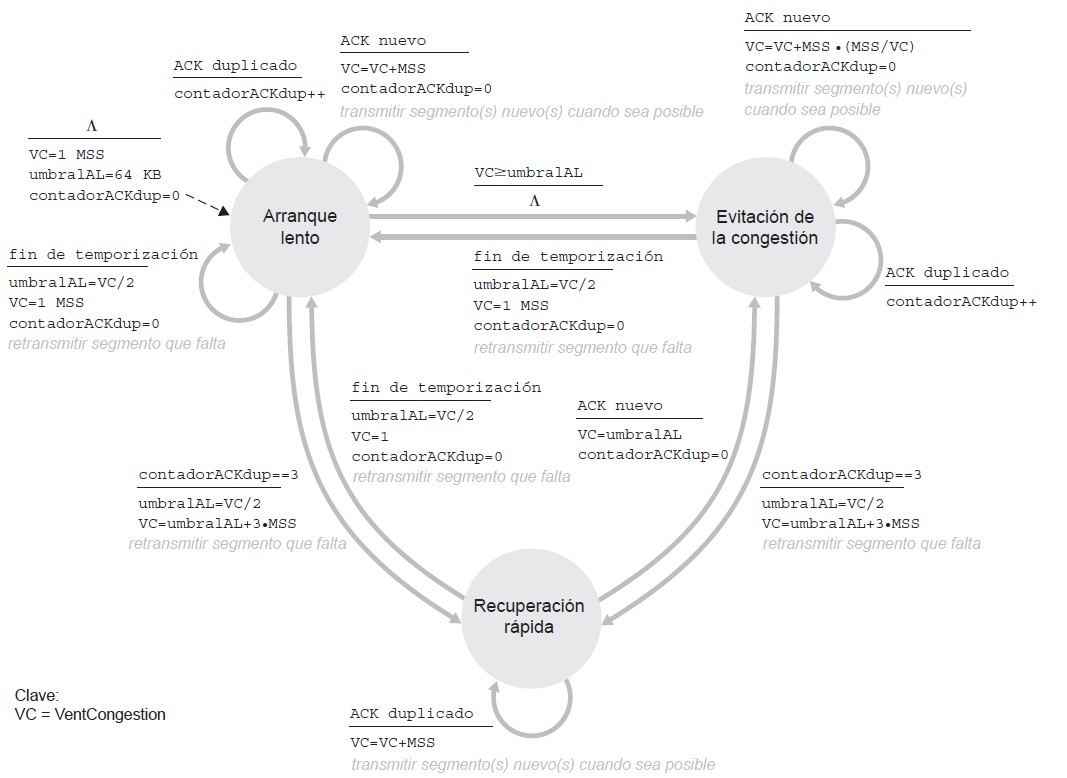 ACK nuevo
VC=VC+MSS
contadorACKdup=0
transmitir segmento(s) nuevo(s) cuando sea posible
ACK nuevo
VC=VC+MSS•(MSS/VC)
contadorACKdup=0
transmitir segmento(s) nuevo(s)
cuando sea posible
ACK duplicado
contadorACKdup++
Λ
VC=1 MSS
umbralAL=64 KB
contadorACKdup=0
Arranque
lento
VC≥umbralAL
Λ
Evitación de
la congestión
fin de temporización
umbralAL=VC/2
VC=1 MSS
contadorACKdup=0
retransmitir segmento que falta
fin de temporización
umbralAL=VC/2
VC=1 MSS
contadorACKdup=0
retransmitir segmento que falta
ACK duplicado
contadorACKdup++
fin de temporización
umbralAL=VC/2
VC=1
contadorACKdup=0
retransmitir segmento que falta
ACK nuevo
VC=umbralAL
contadorACKdup=0
contadorACKdup==3
umbralAL=VC/2
VC=umbralAL+3•MSS
retransmitir segmento que falta
contadorACKdup==3
umbralAL=VC/2
VC=umbralAL+3•MSS
retransmitir segmento que falta
Recuperación
rápida
Clave:
VC = VentCongestion
ACK duplicado
VC=VC+MSS
transmitir segmento(s) nuevo(s) cuando sea posible